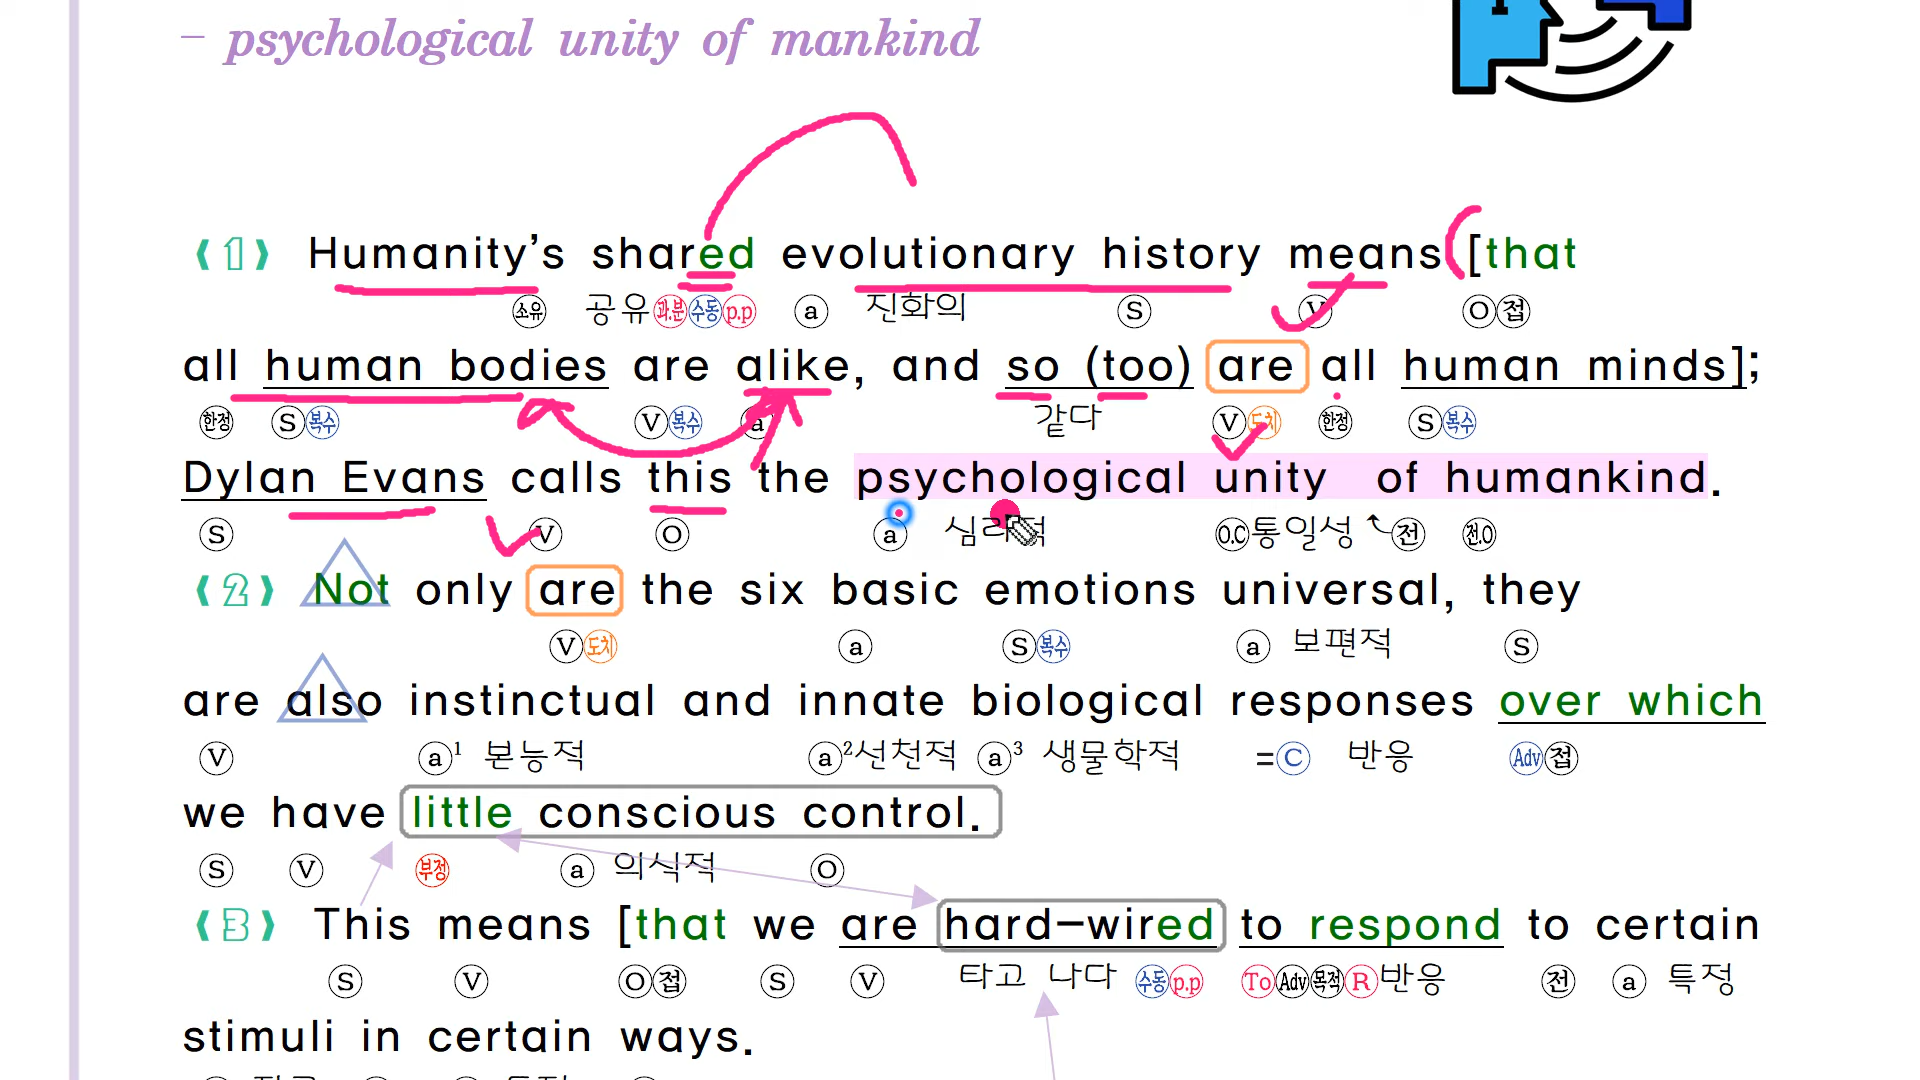 – psychological unity of mankind
⟬1⟭ Humanity’s shared evolutionary history means [that
소유 공유 과.분 수동 p.p a 진화의 S V O 접
all human bodies are alike, and so (too) are all human minds];
한정 S 복수 V 복수 a 같다 V 도치 한정 S 복수
Dylan Evans calls this the psychological unity of humankind.
S V O a 심리적 O.C 통일성 전 전.O
⟬2⟭ Not only are the six basic emotions universal, they
V 도치 a S 복수 a 보편적 S
are also instinctual and innate biological responses over which
V a¹ 본능적 a² 선천적 a³ 생물학적 =C 반응 Adv 접
we have little conscious control.
S V 부정 a 의식적 O
⟬3⟭ This means [that we are hard–wired to respond to certain
S V O 접 S V 타고 나다 수동 p.p To Adv 목적 R 반응 전 a 특정
stimuli in certain ways.